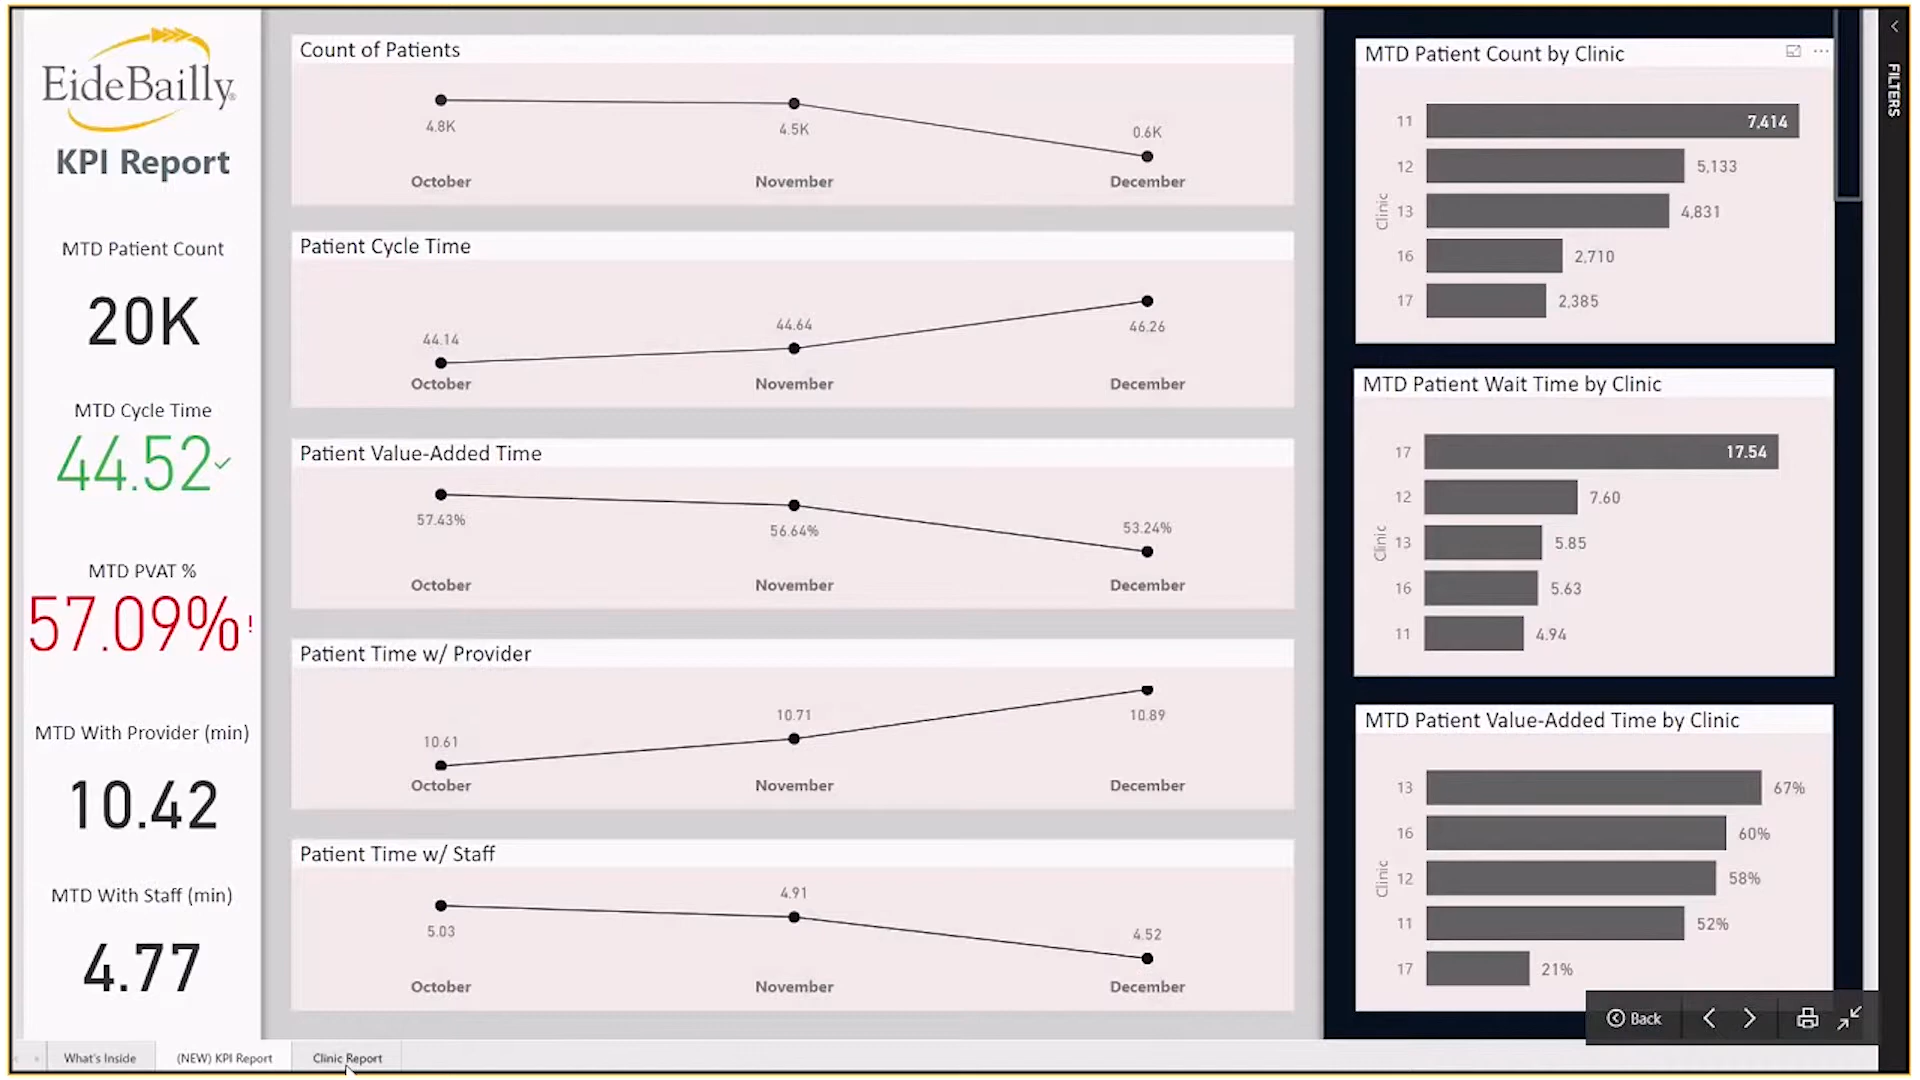 EideBailly®
KPI Report
MTD Patient Count
20K
MTD Cycle Time
44.52✓
MTD PVAT %
57.09%!
MTD With Provider (min)
10.42
MTD With Staff (min)
4.77
Count of Patients
4.8K
4.5K
0.6K
October
November
December
Patient Cycle Time
44.14
44.64
46.26
October
November
December
Patient Value-Added Time
57.43%
56.64%
53.24%
October
November
December
Patient Time w/ Provider
10.61
10.71
10.89
October
November
December
Patient Time w/ Staff
5.03
4.91
4.52
October
November
December
MTD Patient Count by Clinic
Clinic
11 7,414
12 5,133
13 4,831
16 2,710
17 2,385
MTD Patient Wait Time by Clinic
Clinic
17 17.54
12 7.60
13 5.85
16 5.63
11 4.94
MTD Patient Value-Added Time by Clinic
Clinic
13 67%
16 60%
12 58%
11 52%
17 21%
FILTERS
Back
What's Inside
(NEW) KPI Report
Clinic Report